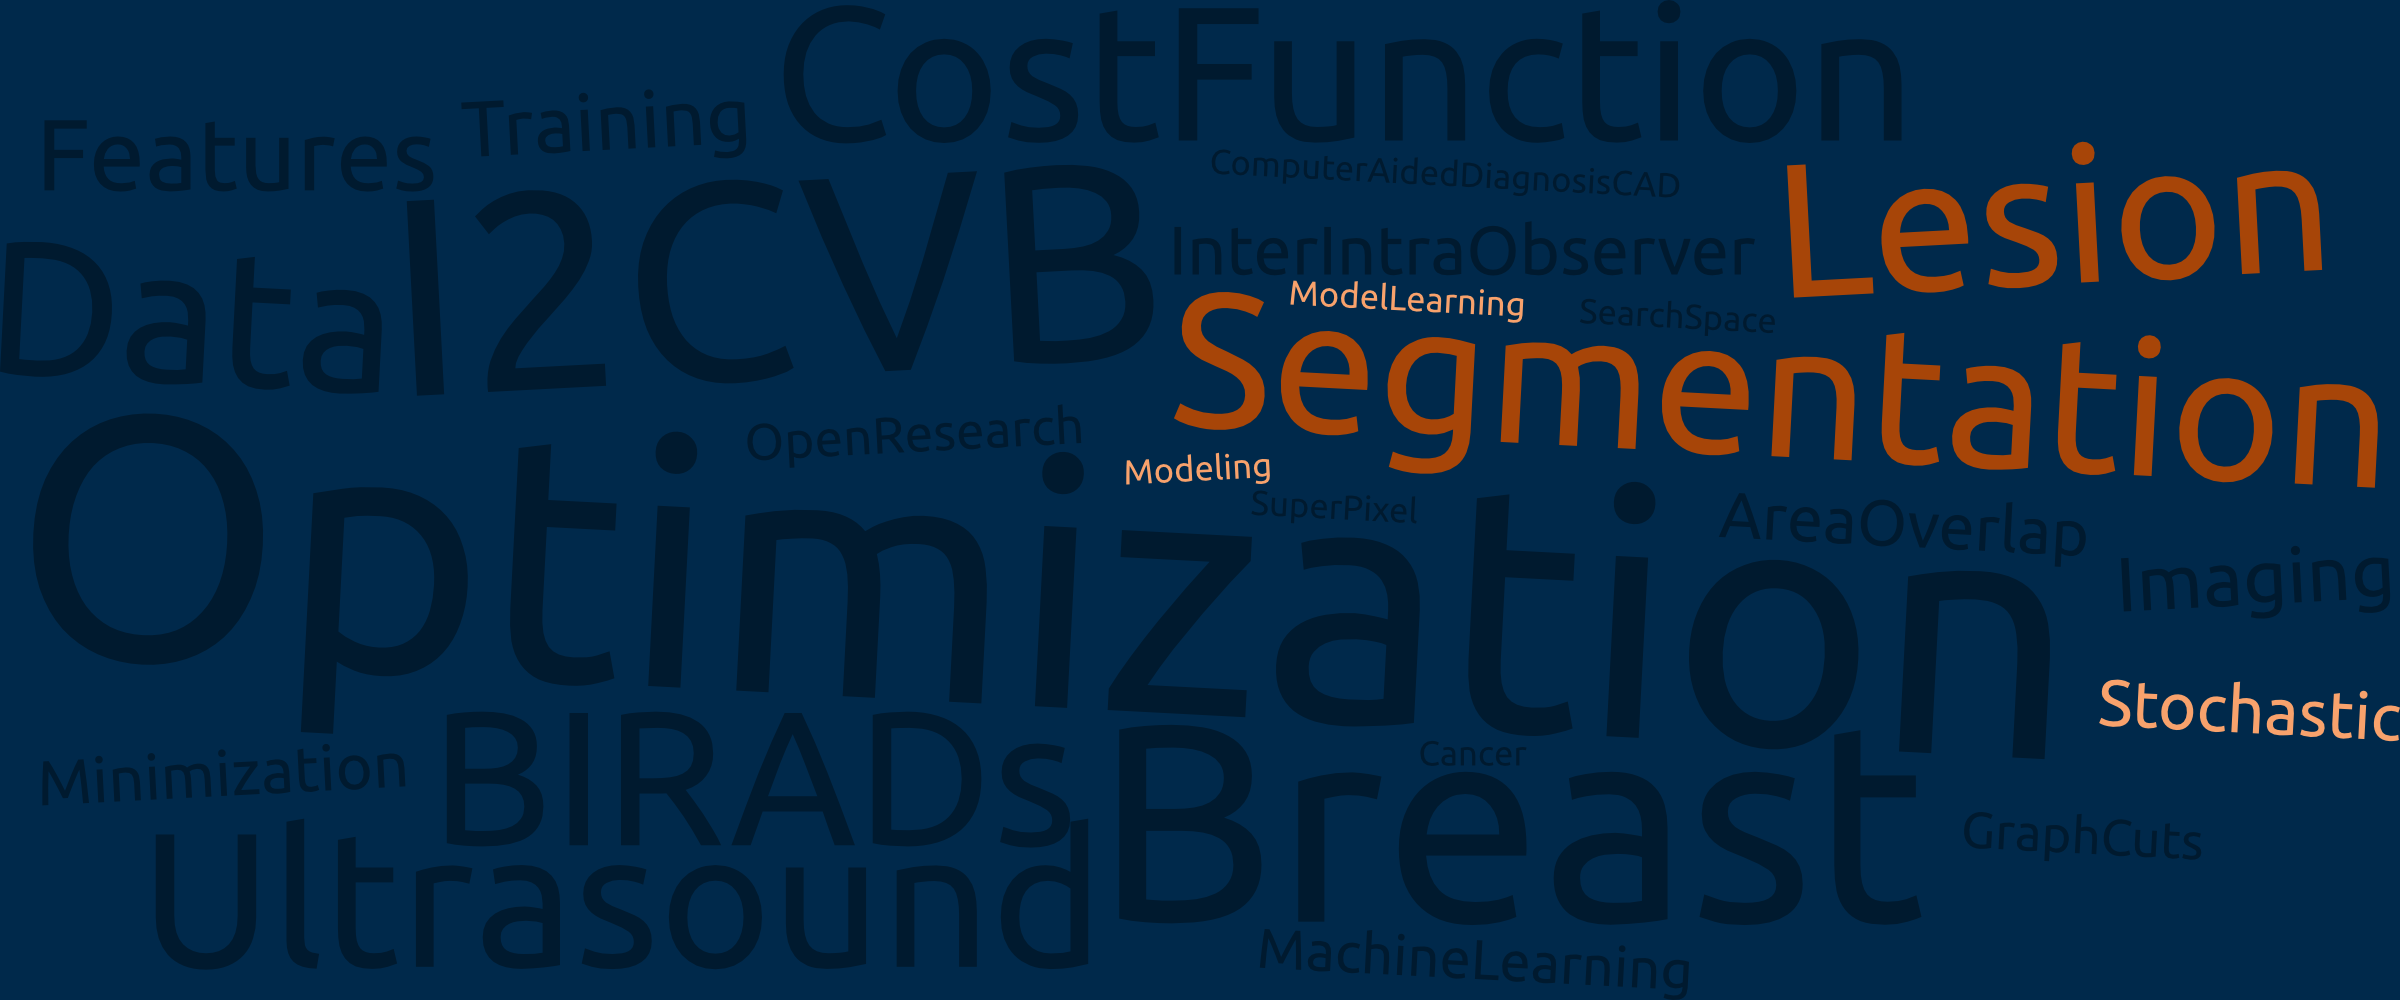 CostFunction
Training
Features
ComputerAidedDiagnosisCAD
Lesion
I2CVB
InterIntraObserver
Data
ModelLearning
SearchSpace
Segmentation
OpenResearch
Modeling
SuperPixel
AreaOverlap
Optimization
Imaging
Stochastic
Minimization
BIRADs
Cancer
Breast
GraphCuts
Ultrasound
MachineLearning